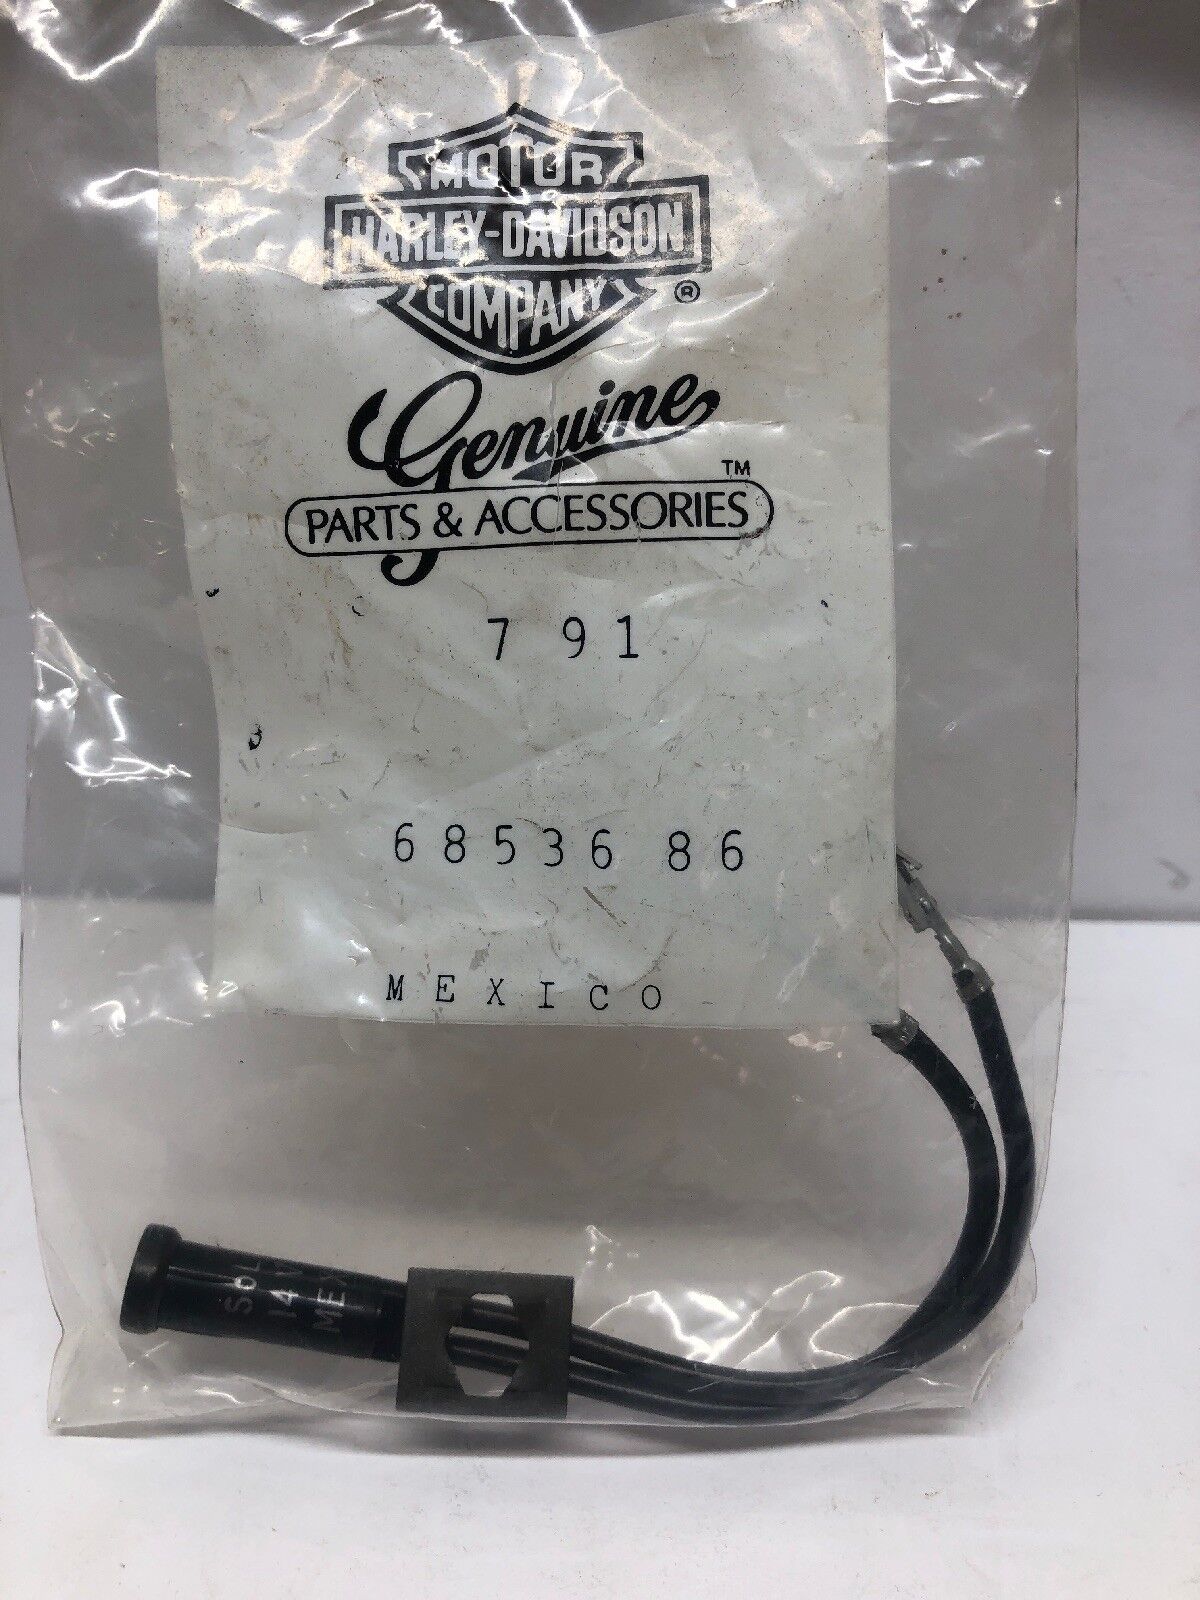 MOTOR
HARLEY-DAVIDSON
COMPANY
®
Genuine
TM
PARTS & ACCESSORIES
7 91
68536 86
MEXICO
SOL
14 V
MEX